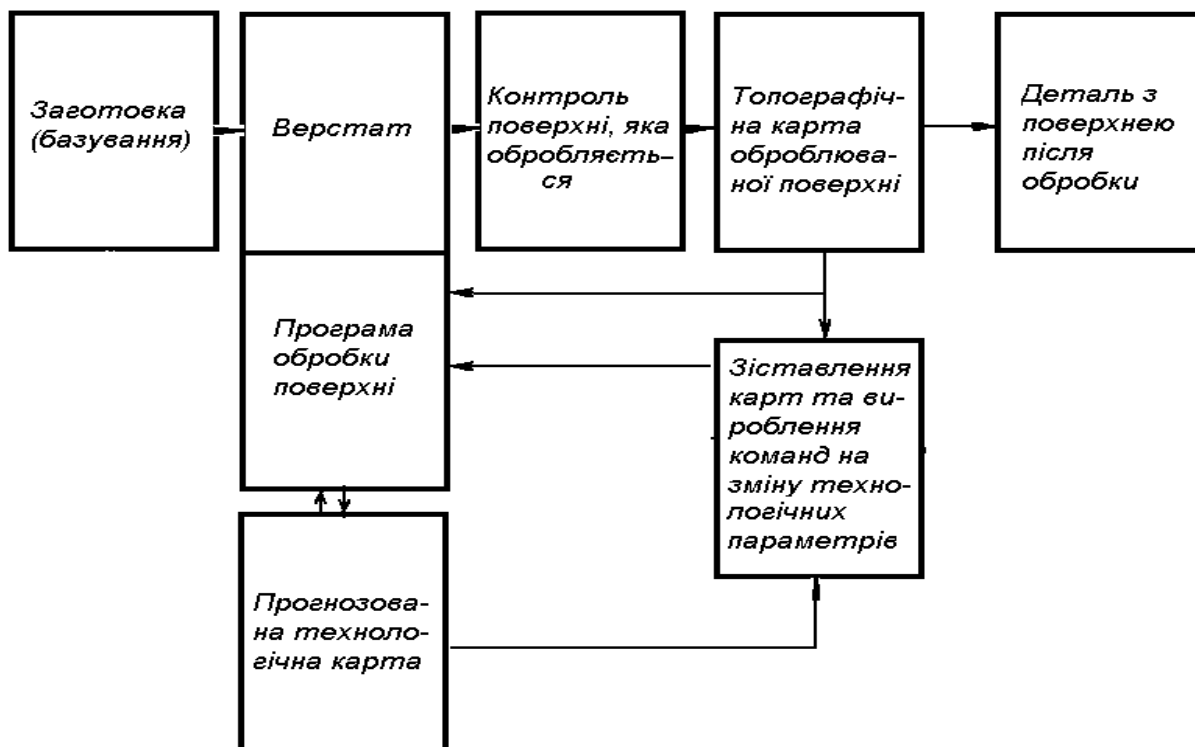 Заготовка
(базування)
Верстат
Контроль
поверхні, яка
обробляєть-
ся
Топографіч-
на карта
оброблюва-
ної поверхні
Деталь з
поверхнею
після
обробки
Програма
обробки
поверхні
Зіставлення
карт та ви-
роблення
команд на
зміну техно-
логічних
параметрів
Прогнозова-
на техноло-
гічна карта